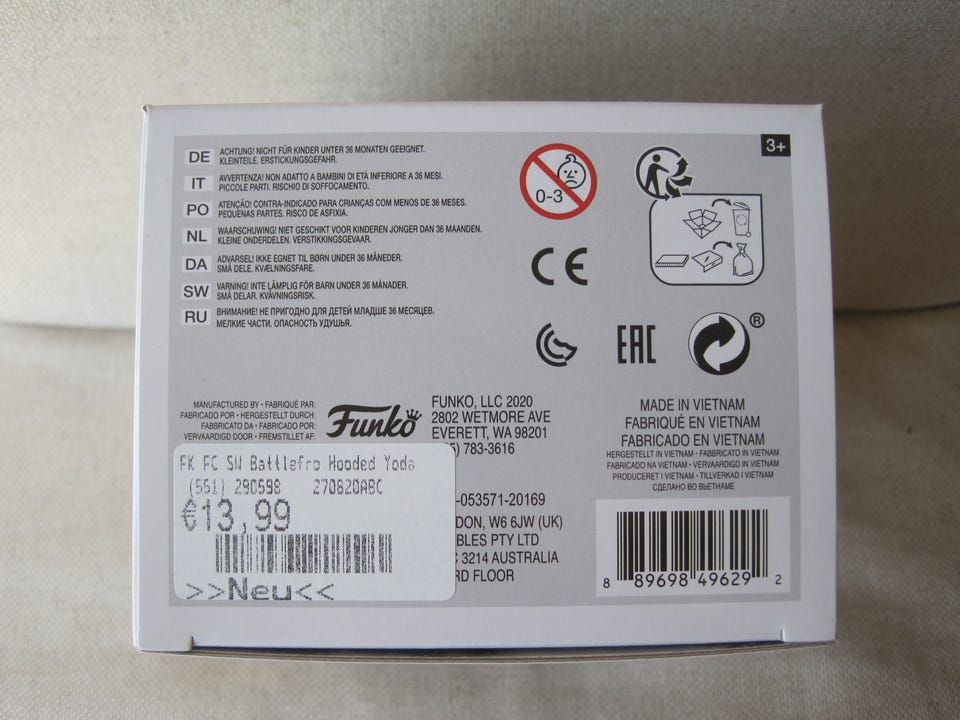 3+
DE ACHTUNG! NICHT FÜR KINDER UNTER 36 MONATEN GEEIGNET.
KLEINTEILE. ERSTICKUNGSGEFAHR.
IT AVVERTENZA! NON ADATTO A BAMBINI DI ETÀ INFERIORE A 36 MESI.
PICCOLE PARTI. RISCHIO DI SOFFOCAMENTO.
PO ATENÇÃO! CONTRA-INDICADO PARA CRIANÇAS COM MENOS DE 36 MESES.
PEQUENAS PARTES. RISCO DE ASFIXIA.
NL WAARSCHUWING! NIET GESCHIKT VOOR KINDEREN JONGER DAN 36 MAANDEN.
KLEINE ONDERDELEN. VERSTIKKINGSGEVAAR.
DA ADVARSEL! IKKE EGNET TIL BØRN UNDER 36 MÅNEDER.
SMÅ DELE. KVÆLNINGSFARE.
SW VARNING! INTE LÄMPLIG FÖR BARN UNDER 36 MÅNADER.
SMÅ DELAR. KVÄVNINGSRISK.
RU ВНИМАНИЕ! НЕ ПРИГОДНО ДЛЯ ДЕТЕЙ МЛАДШЕ 36 МЕСЯЦЕВ.
МЕЛКИЕ ЧАСТИ. ОПАСНОСТЬ УДУШЬЯ.
0-3
CE
EAC
®
MANUFACTURED BY • FABRIQUÉ PAR:
FABRICADO POR • HERGESTELLT DURCH:
FABBRICATO DA • FABRICADO POR:
VERVAARDIGD DOOR • FREMSTILLET AF:
Funko
FUNKO, LLC 2020
2802 WETMORE AVE
EVERETT, WA 98201
5) 783-3616
-053571-20169
DON, W6 6JW (UK)
BLES PTY LTD
C 3214 AUSTRALIA
RD FLOOR
FK FC SW Battlefro Hooded Yoda
(551) 290598 270820ABC
€13,99
>>Neu<<
MADE IN VIETNAM
FABRIQUÉ EN VIETNAM
FABRICADO EN VIETNAM
HERGESTELLT IN VIETNAM • FABBRICATO IN VIETNAM
FABRICADO NA VIETNAM • VERVAARDIGD IN VIETNAM
PRODUCERET I VIETNAM • TILLVERKAD I VIETNAM
СДЕЛАНО ВО ВЬЕТНАМЕ
8 89698 49629 2